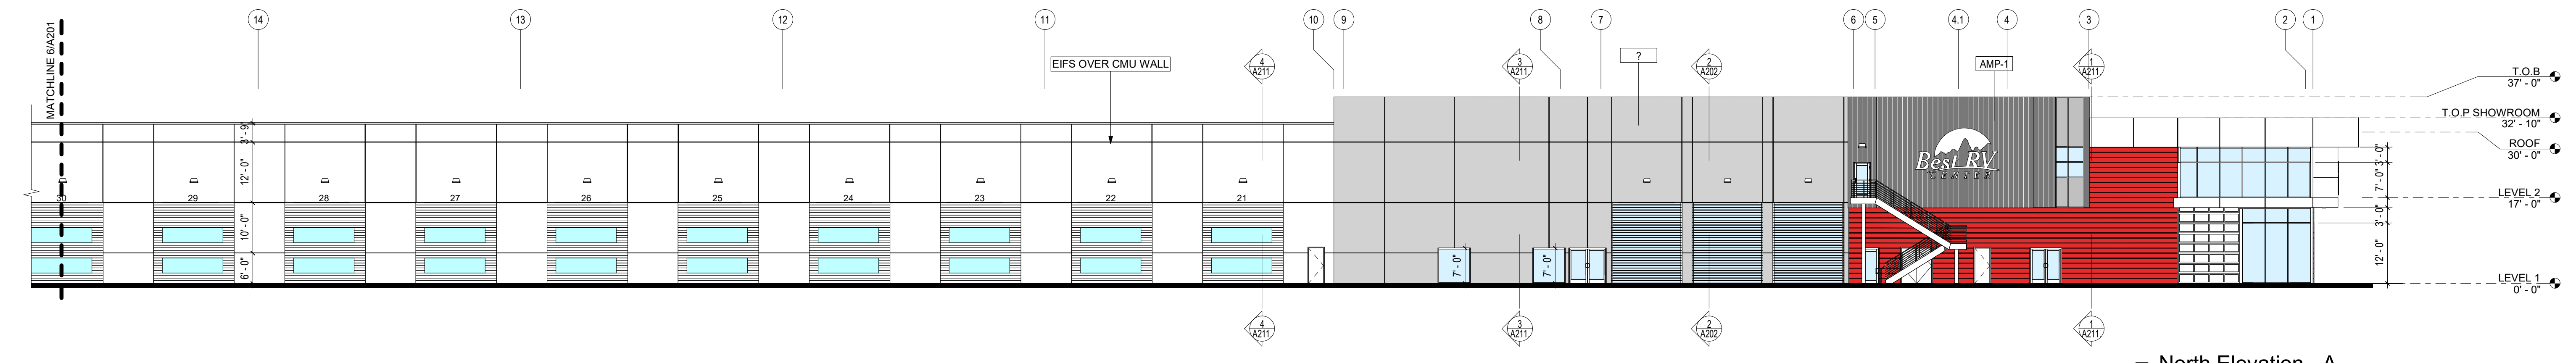 MATCHLINE 6/A201
14
13
12
11
10
9
8
7
6
5
4.1
4
3
2
1
EIFS OVER CMU WALL
4
A211
3
A211
?
2
A202
AMP-1
1
A211
T.O.B
37' - 0"
T.O.P SHOWROOM
32' - 10"
ROOF
30' - 0"
LEVEL 2
17' - 0"
LEVEL 1
0' - 0"
3' - 9"
12' - 0"
10' - 0"
6' - 0"
30
29
28
27
26
25
24
23
22
21
7' - 0"
7' - 0"
Best RV
CENTER
3' - 0"
7' - 0"
3' - 0"
12' - 0"
4
A211
3
A211
2
A202
1
A211
North Elevation - A